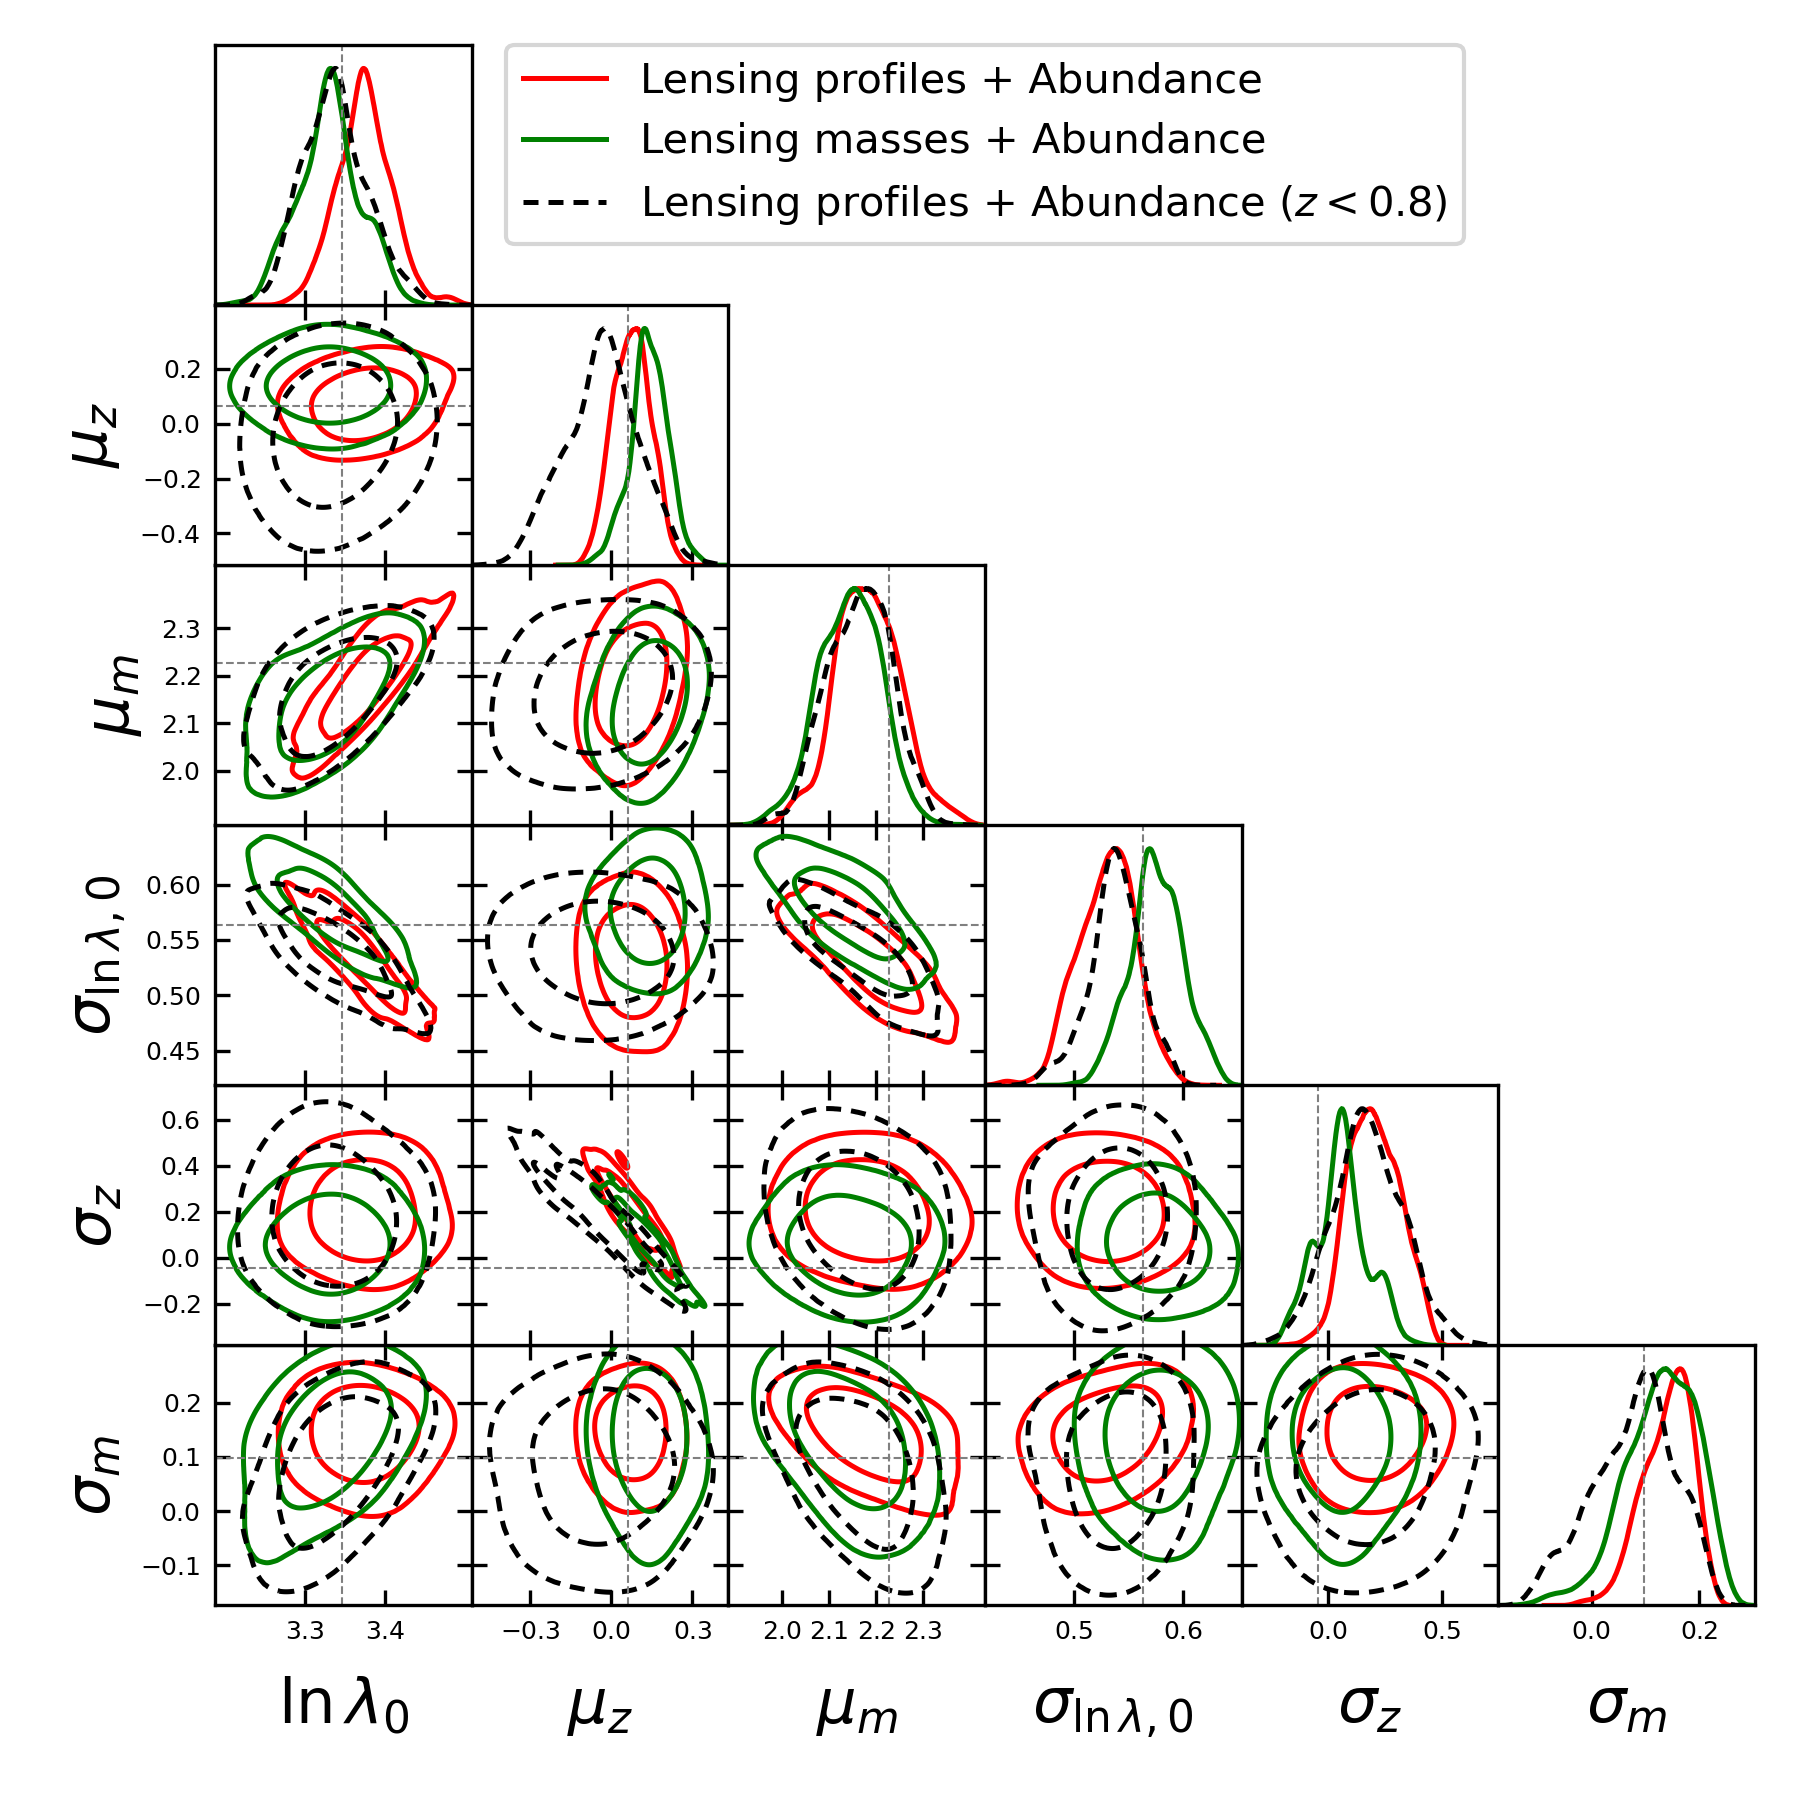 Lensing profiles + Abundance
Lensing masses + Abundance
Lensing profiles + Abundance (z < 0.8)
0.2
0.0
−0.2
−0.4
μz
2.3
2.2
2.1
2.0
μm
0.60
0.55
0.50
0.45
σln λ, 0
0.6
0.4
0.2
0.0
−0.2
σz
0.2
0.1
0.0
−0.1
σm
3.3 3.4 −0.3 0.0 0.3 2.0 2.1 2.2 2.3 0.5 0.6 0.0 0.5 0.0 0.2
ln λ0 μz μm σln λ, 0 σz σm